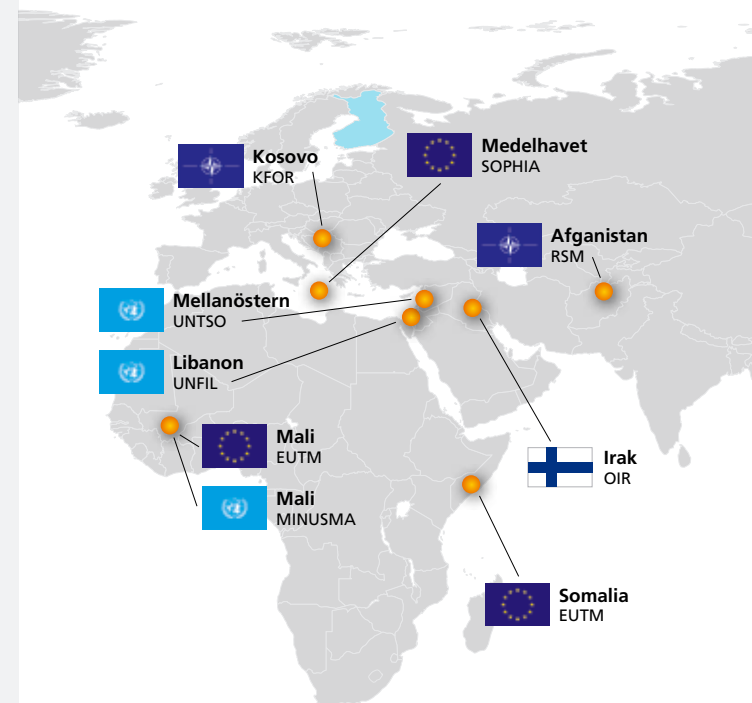 Kosovo
KFOR
Medelhavet
SOPHIA
Afganistan
RSM
Mellanöstern
UNTSO
Libanon
UNFIL
Mali
EUTM
Mali
MINUSMA
Irak
OIR
Somalia
EUTM